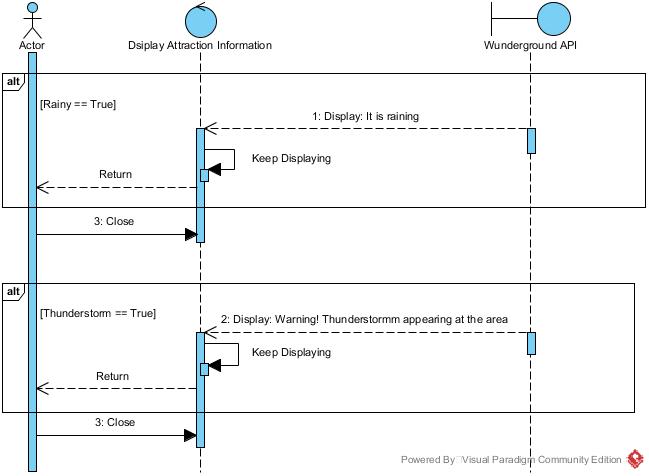 Actor
Dsiplay Attraction Information
Wunderground API
alt
[Rainy == True]
1: Display: It is raining
Keep Displaying
Return
3: Close
alt
[Thunderstorm == True]
2: Display: Warning! Thunderstormm appearing at the area
Keep Displaying
Return
3: Close
Powered By Visual Paradigm Community Edition